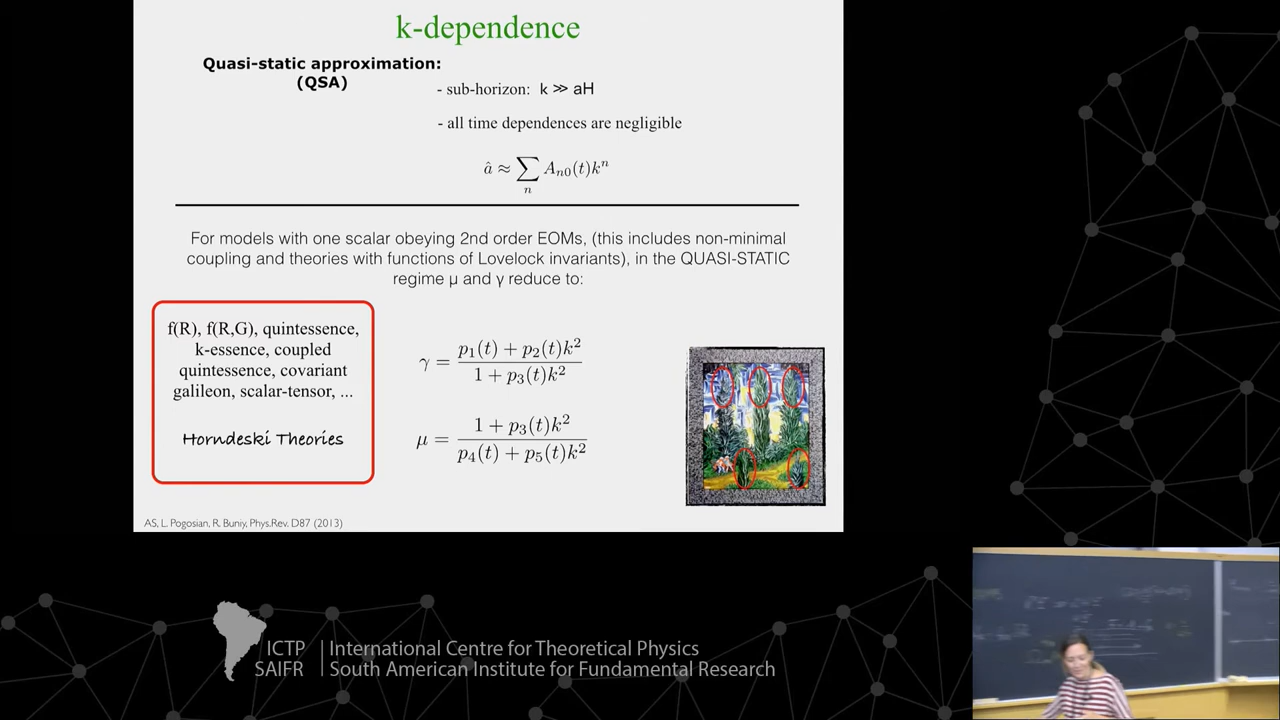 k-dependence
Quasi-static approximation:
(QSA)
- sub-horizon: k ≫ aH
- all time dependences are negligible
â ≈ ∑ₙ Aₙ₀(t)kⁿ
For models with one scalar obeying 2nd order EOMs, (this includes non-minimal
coupling and theories with functions of Lovelock invariants), in the QUASI-STATIC
regime μ and γ reduce to:
f(R), f(R,G), quintessence,
k-essence, coupled
quintessence, covariant
galileon, scalar-tensor, ...
Horndeski Theories
γ = (p₁(t) + p₂(t)k²) / (1 + p₃(t)k²)
μ = (1 + p₃(t)k²) / (p₄(t) + p₅(t)k²)
AS, L. Pogosian, R. Buniy, Phys.Rev. D87 (2013)
ICTP
SAIFR
International Centre for Theoretical Physics
South American Institute for Fundamental Research